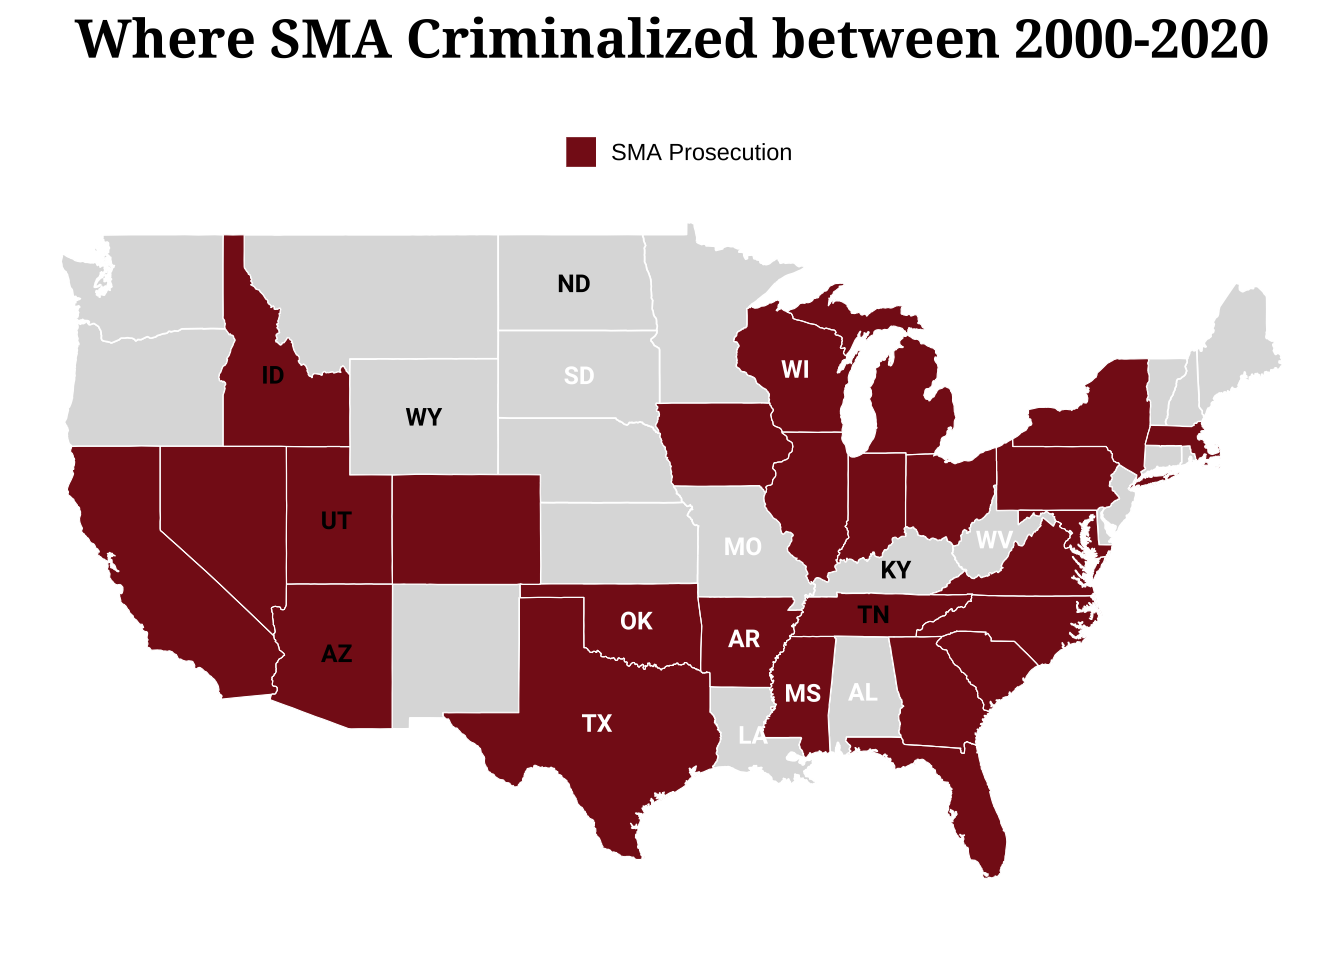 Where SMA Criminalized between 2000-2020
SMA Prosecution
ND
ID
SD
WI
WY
UT
MO
WV
KY
OK
TN
AR
AZ
MS
AL
TX
LA